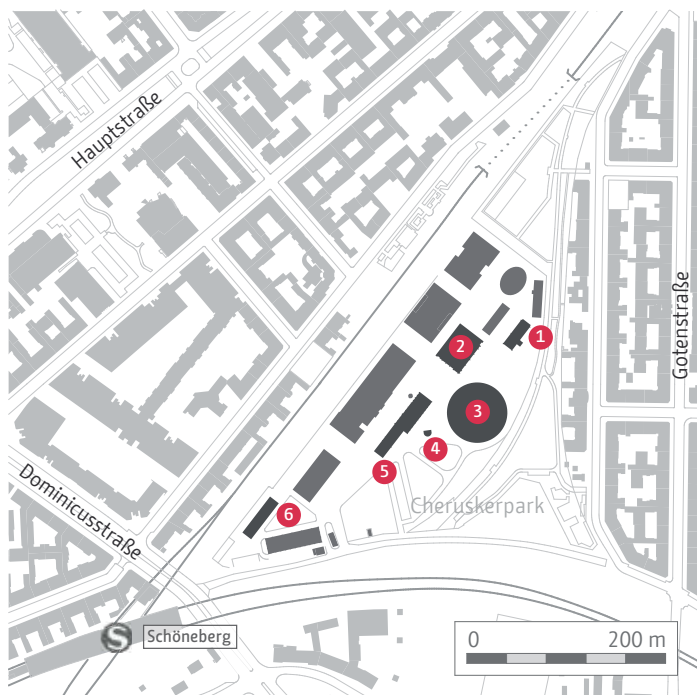 Hauptstraße
Gotenstraße
1
2
3
4
5
Cheruskerpark
6
Dominicusstraße
S
Schöneberg
0 200 m